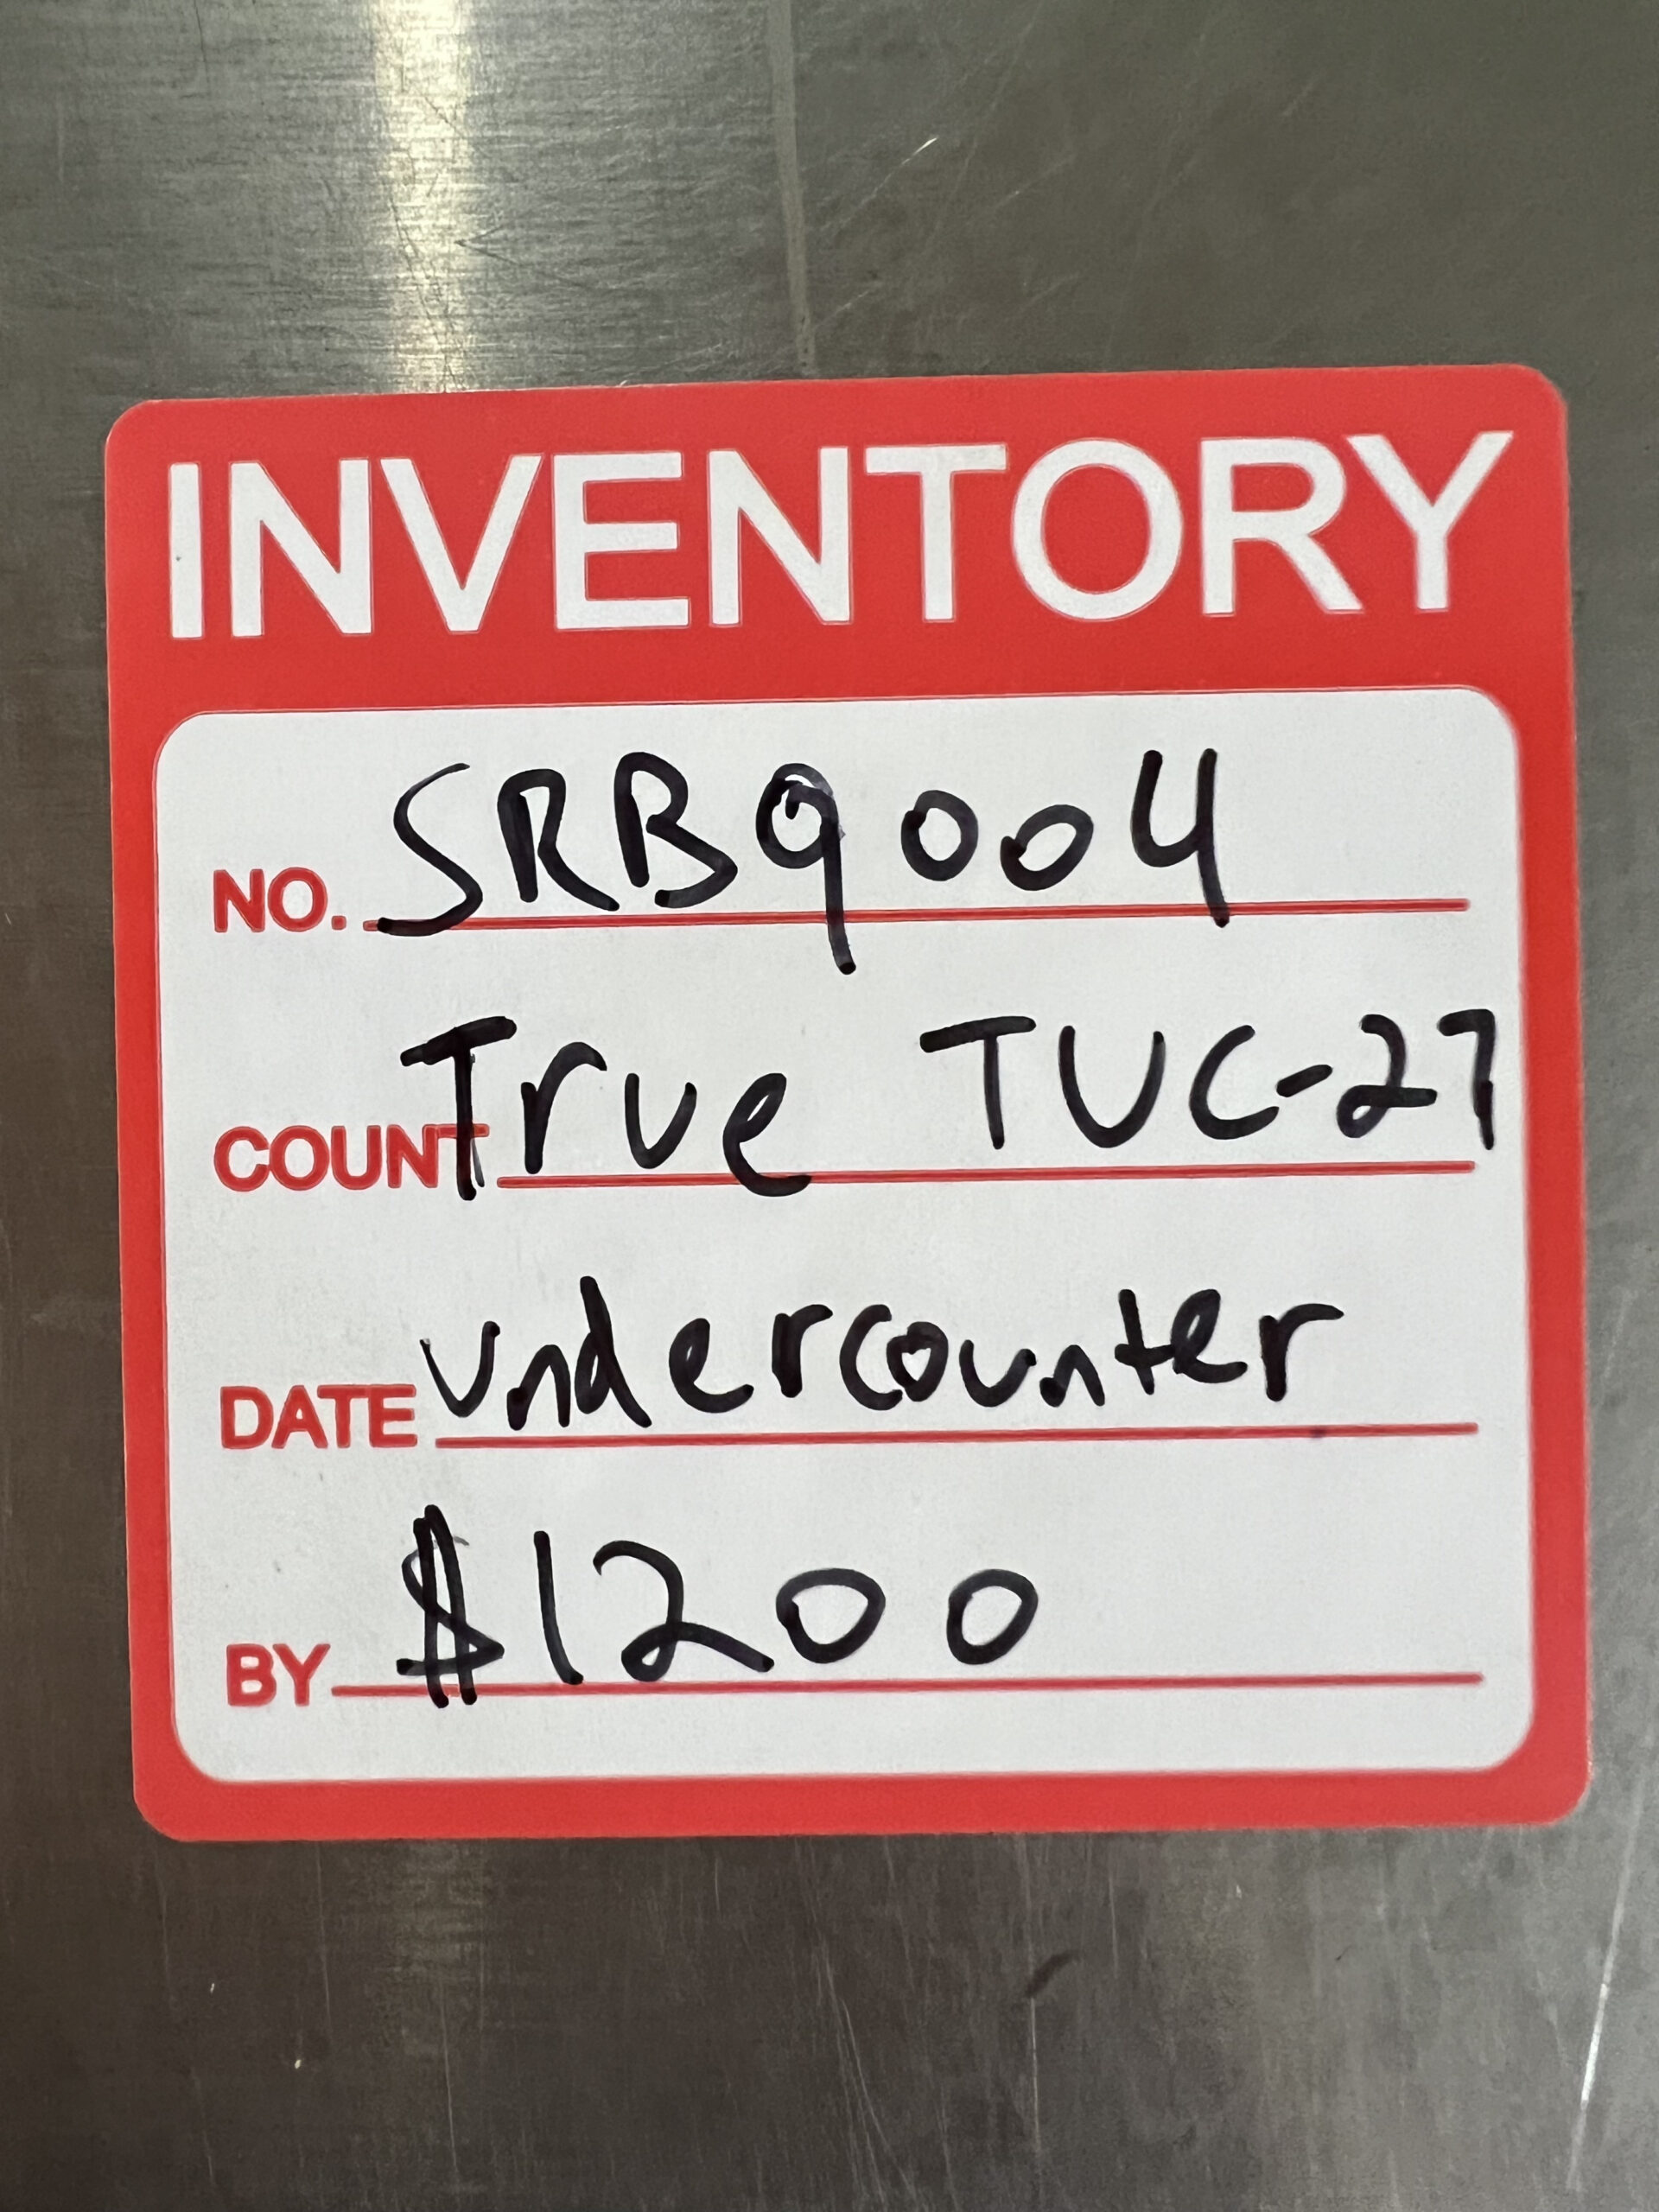 INVENTORY
NO. SRB9004
COUNT True TUC-27
DATE Undercounter
BY $1200